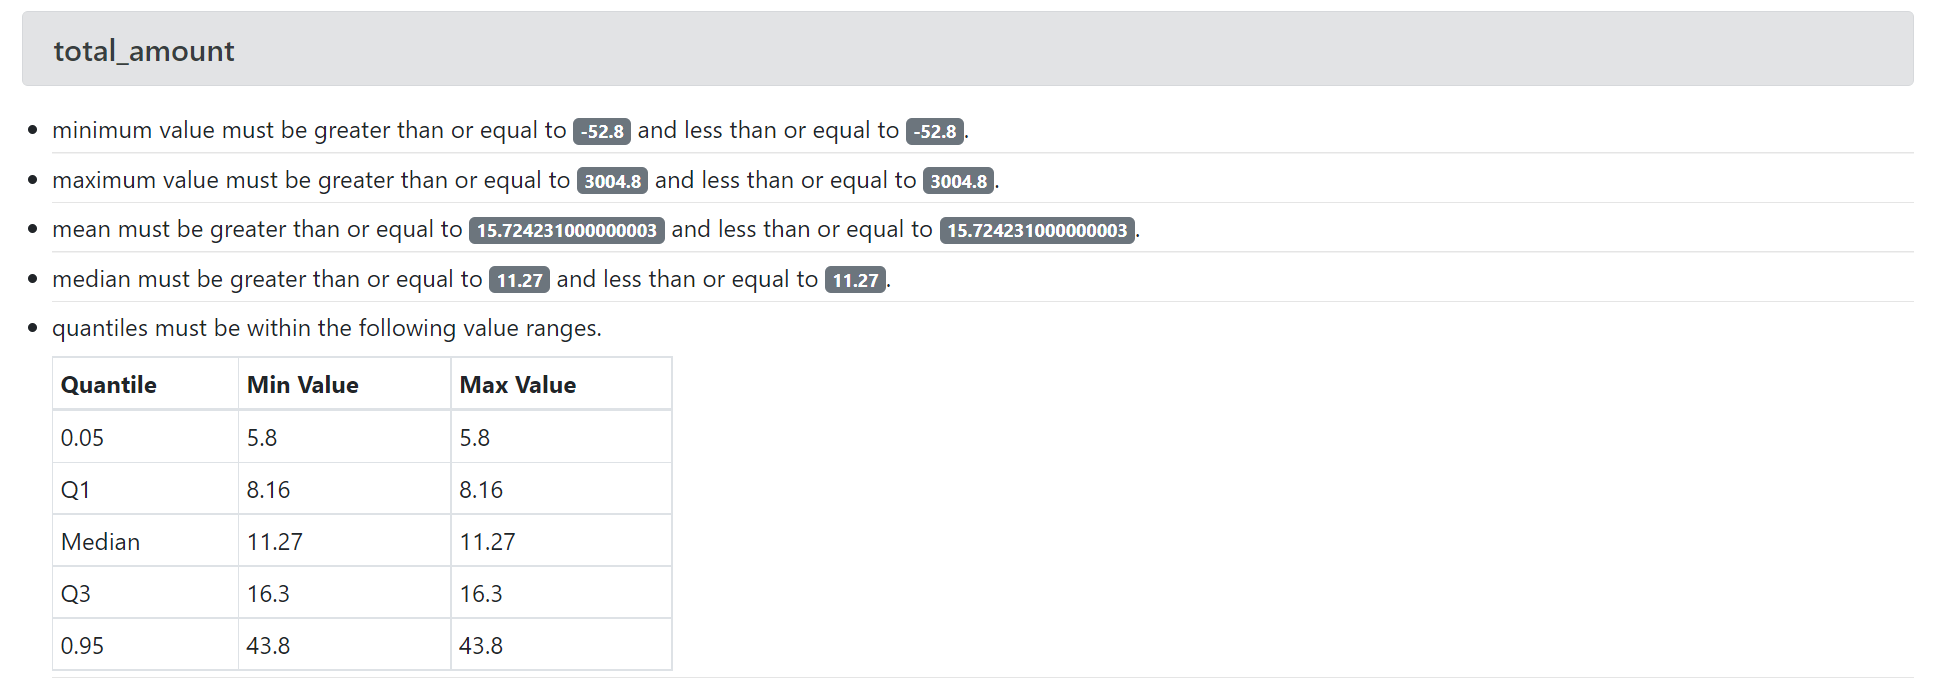 total_amount
minimum value must be greater than or equal to -52.8 and less than or equal to -52.8.
maximum value must be greater than or equal to 3004.8 and less than or equal to 3004.8.
mean must be greater than or equal to 15.724231000000003 and less than or equal to 15.724231000000003.
median must be greater than or equal to 11.27 and less than or equal to 11.27.
quantiles must be within the following value ranges.
Quantile Min Value Max Value
0.05 5.8 5.8
Q1 8.16 8.16
Median 11.27 11.27
Q3 16.3 16.3
0.95 43.8 43.8